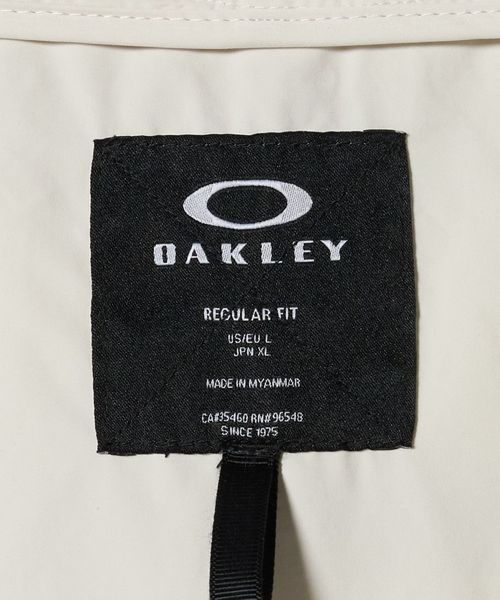 OAKLEY
REGULAR FIT
US/EU L
JPN XL
MADE IN MYANMAR
CA#35460 RN#96548
SINCE 1975